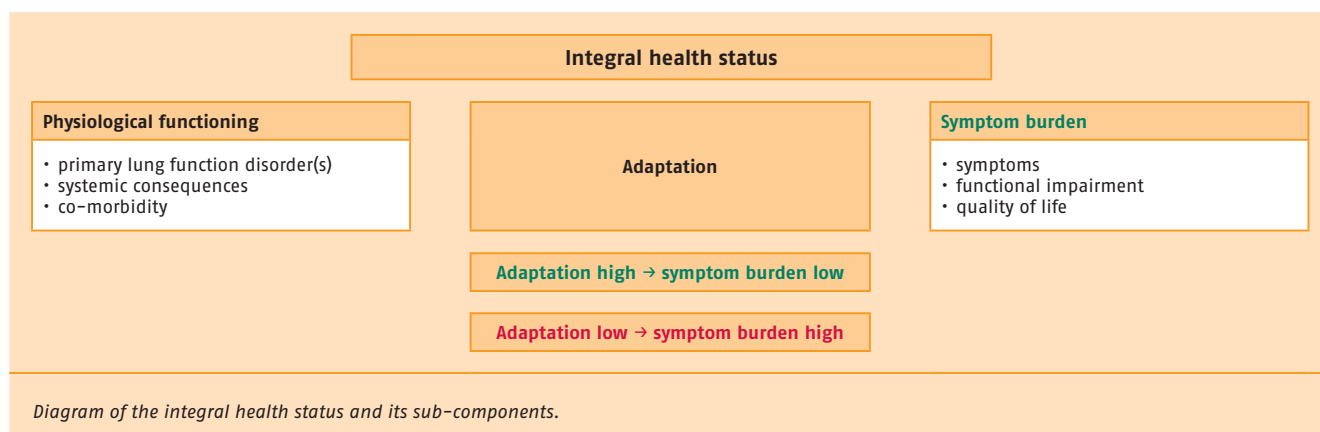 Integral health status
Physiological functioning
• primary lung function disorder(s)
• systemic consequences
• co-morbidity
Adaptation
Symptom burden
• symptoms
• functional impairment
• quality of life
Adaptation high → symptom burden low
Adaptation low → symptom burden high
Diagram of the integral health status and its sub-components.